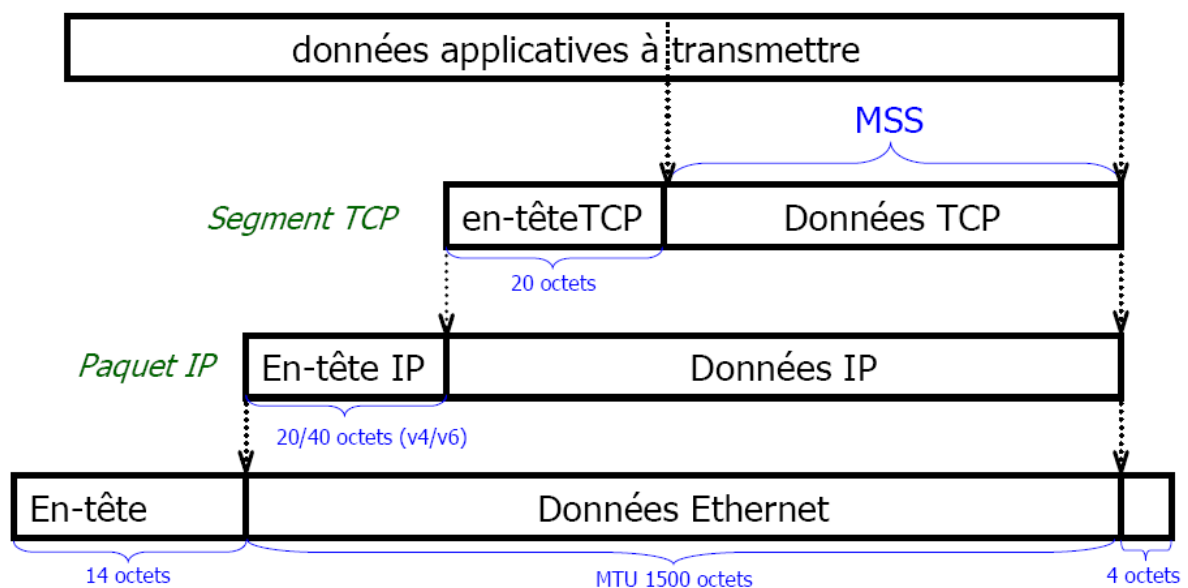 données applicatives à transmettre
MSS
Segment TCP
en-têteTCP
Données TCP
20 octets
Paquet IP
En-tête IP
Données IP
20/40 octets (v4/v6)
En-tête
Données Ethernet
14 octets
MTU 1500 octets
4 octets